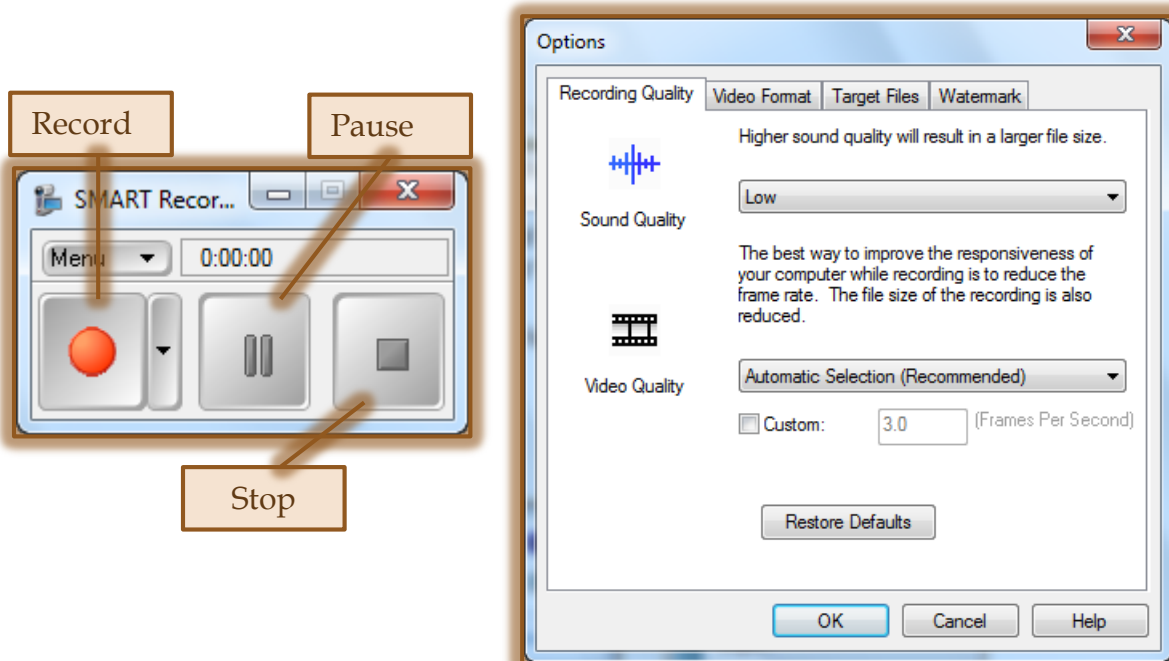 Record
Pause
SMART Recor...
Menu
0:00:00
Stop
Options
Recording Quality
Video Format
Target Files
Watermark
Higher sound quality will result in a larger file size.
Sound Quality
Low
The best way to improve the responsiveness of
your computer while recording is to reduce the
frame rate. The file size of the recording is also
reduced.
Video Quality
Automatic Selection (Recommended)
Custom:
3.0
(Frames Per Second)
Restore Defaults
OK
Cancel
Help